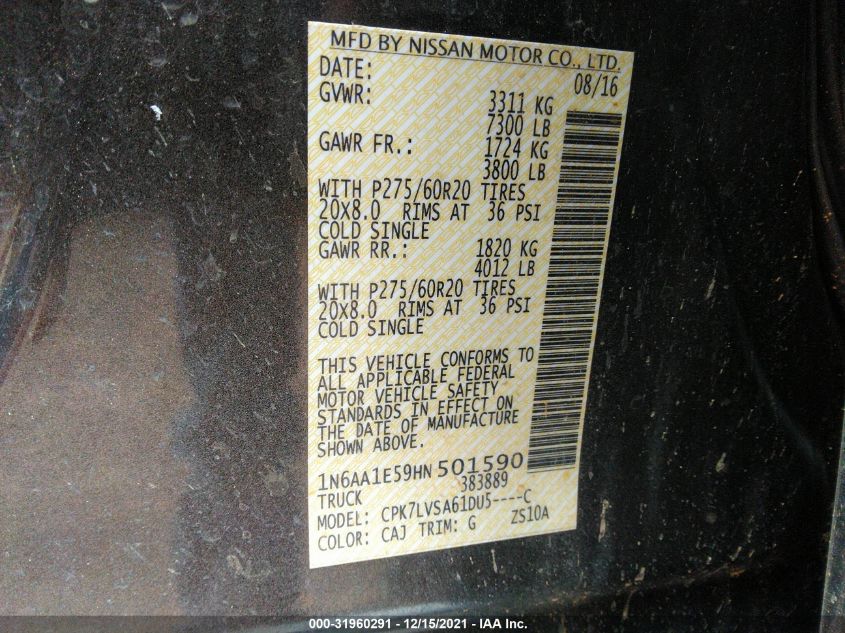 MFD BY NISSAN MOTOR CO., LTD.
DATE: 08/16
GVWR: 3311 KG
7300 LB
GAWR FR.: 1724 KG
3800 LB
WITH P275/60R20 TIRES
20X8.0 RIMS AT 36 PSI
COLD SINGLE
GAWR RR.: 1820 KG
4012 LB
WITH P275/60R20 TIRES
20X8.0 RIMS AT 36 PSI
COLD SINGLE
THIS VEHICLE CONFORMS TO
ALL APPLICABLE FEDERAL
MOTOR VEHICLE SAFETY
STANDARDS IN EFFECT ON
THE DATE OF MANUFACTURE
SHOWN ABOVE.
1N6AA1E59HN501590
383889
TRUCK
MODEL: CPK7LVSA61DU5----C
COLOR: CAJ TRIM: G ZS10A
000-31960291 - 12/15/2021 - IAA Inc.